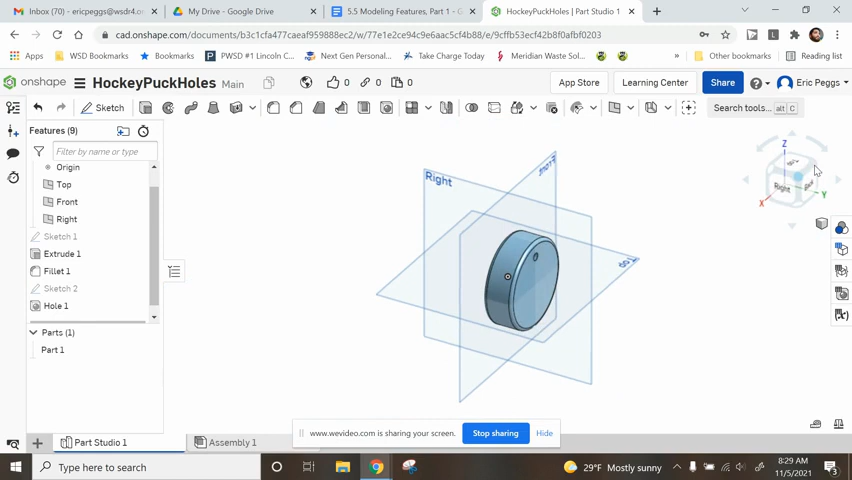 Inbox (70) - ericpeggs@wsdr4.o
My Drive - Google Drive
5.5 Modeling Features, Part 1 - G
HockeyPuckHoles | Part Studio 1
cad.onshape.com/documents/b3c1cfa477caeaf959888ec2/w/77e1e2ce94c9e6aac5cf4b88/e/9cffb53ecf42b8f0afbf0203
Apps
WSD Bookmarks
Facebook
PWSD #1 Lincoln C...
Next Gen Personal...
Take Charge Today
Meridian Waste Sol...
»
Other bookmarks
Reading list
onshape
HockeyPuckHoles
Main
0
0
0
App Store
Learning Center
Share
Eric Peggs
Sketch
Search tools...
alt
C
Features (9)
Filter by name or type
Origin
Top
Front
Right
Sketch 1
Extrude 1
Fillet 1
Sketch 2
Hole 1
Parts (1)
Part 1
Right
Front
Top
Z
Right
Back
X
Y
www.wevideo.com is sharing your screen.
Stop sharing
Hide
Part Studio 1
Assembly 1
Type here to search
29°F Mostly sunny
8:29 AM
11/5/2021
3